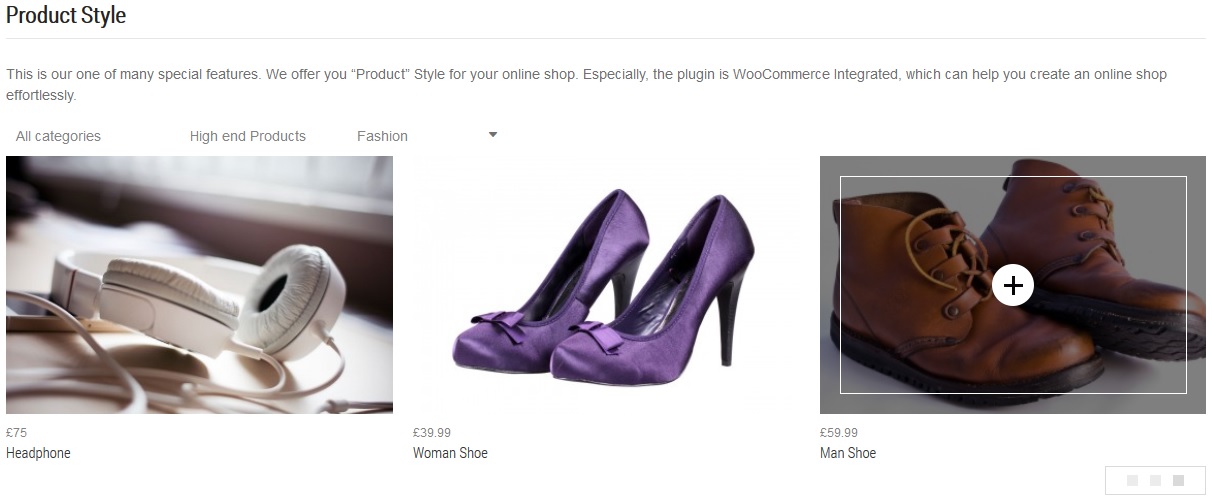 Product Style
This is our one of many special features. We offer you “Product” Style for your online shop. Especially, the plugin is WooCommerce Integrated, which can help you create an online shop
effortlessly.
All categories High end Products Fashion
£75 £39.99 £59.99
Headphone Woman Shoe Man Shoe